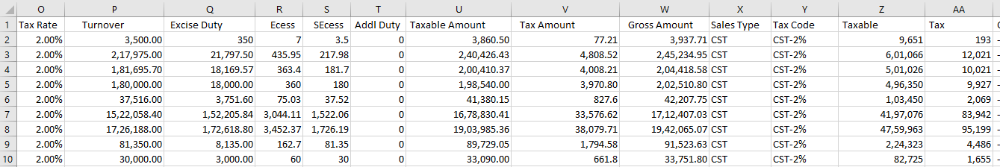 O P Q R S T U V W X Y Z AA
1 Tax Rate Turnover Excise Duty Ecess SEcess Addl Duty Taxable Amount Tax Amount Gross Amount Sales Type Tax Code Taxable Tax
2 2.00% 3,500.00 350 7 3.5 0 3,860.50 77.21 3,937.71 CST CST-2% 9,651 193
3 2.00% 2,17,975.00 21,797.50 435.95 217.98 0 2,40,426.43 4,808.52 2,45,234.95 CST CST-2% 6,01,066 12,021
4 2.00% 1,81,695.70 18,169.57 363.4 181.7 0 2,00,410.37 4,008.21 2,04,418.58 CST CST-2% 5,01,026 10,021
5 2.00% 1,80,000.00 18,000.00 360 180 0 1,98,540.00 3,970.80 2,02,510.80 CST CST-2% 4,96,350 9,927
6 2.00% 37,516.00 3,751.60 75.03 37.52 0 41,380.15 827.6 42,207.75 CST CST-2% 1,03,450 2,069
7 2.00% 15,22,058.40 1,52,205.84 3,044.11 1,522.06 0 16,78,830.41 33,576.62 17,12,407.03 CST CST-2% 41,97,076 83,942
8 2.00% 17,26,188.00 1,72,618.80 3,452.37 1,726.19 0 19,03,985.36 38,079.71 19,42,065.07 CST CST-2% 47,59,963 95,199
9 2.00% 81,350.00 8,135.00 162.7 81.35 0 89,729.05 1,794.58 91,523.63 CST CST-2% 2,24,323 4,486
10 2.00% 30,000.00 3,000.00 60 30 0 33,090.00 661.8 33,751.80 CST CST-2% 82,725 1,655